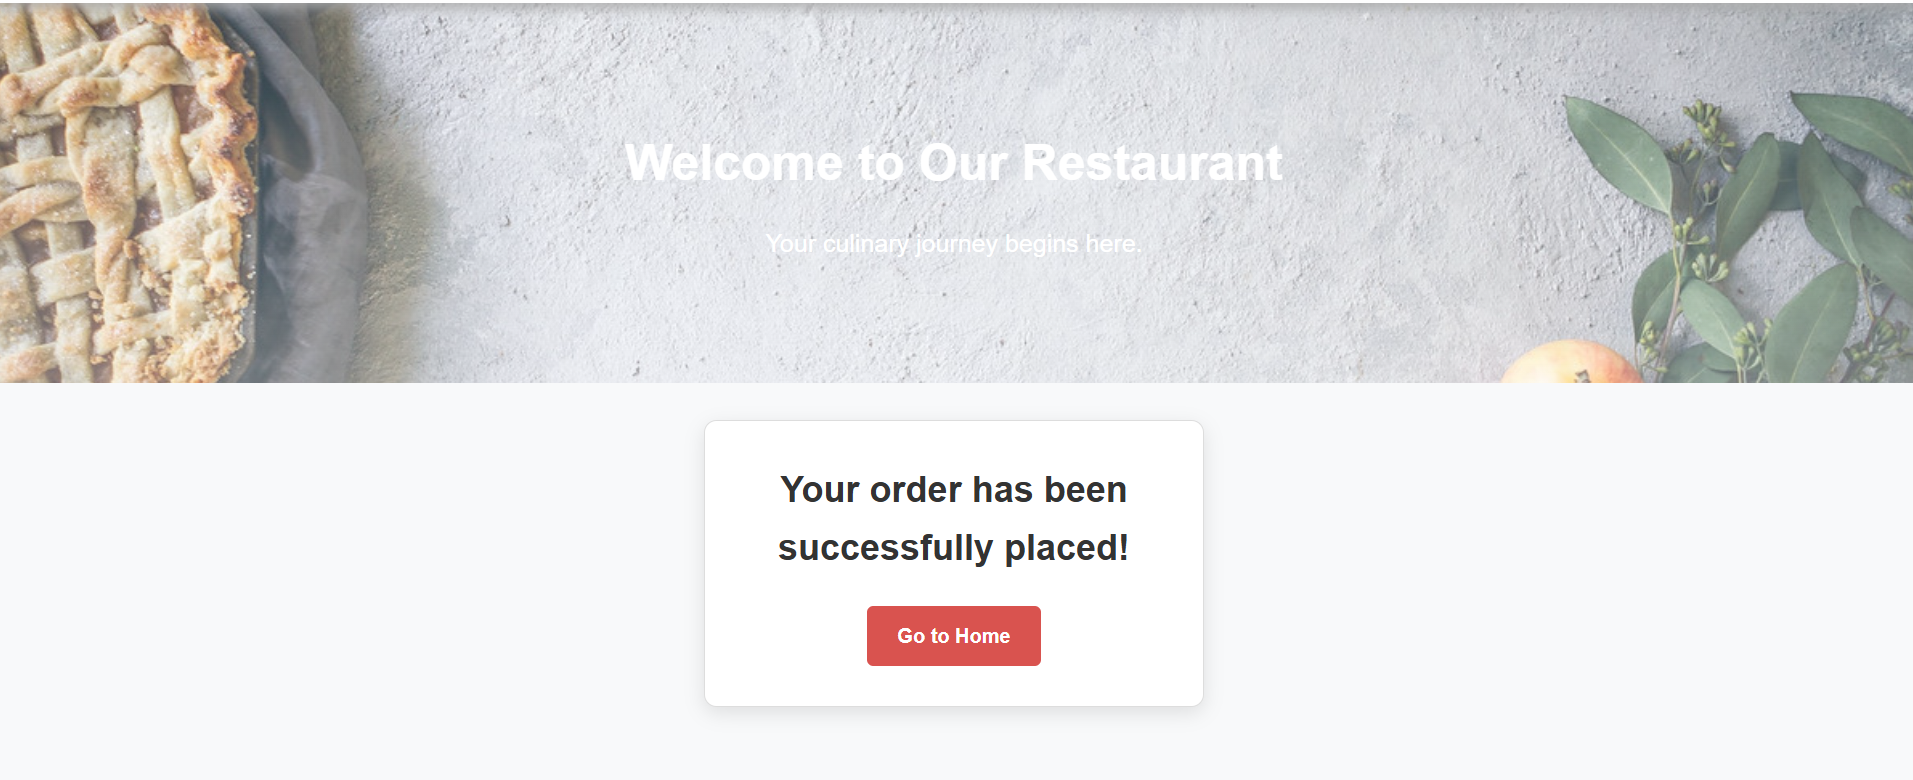 Welcome to Our Restaurant
Your culinary journey begins here.
Your order has been
successfully placed!
Go to Home